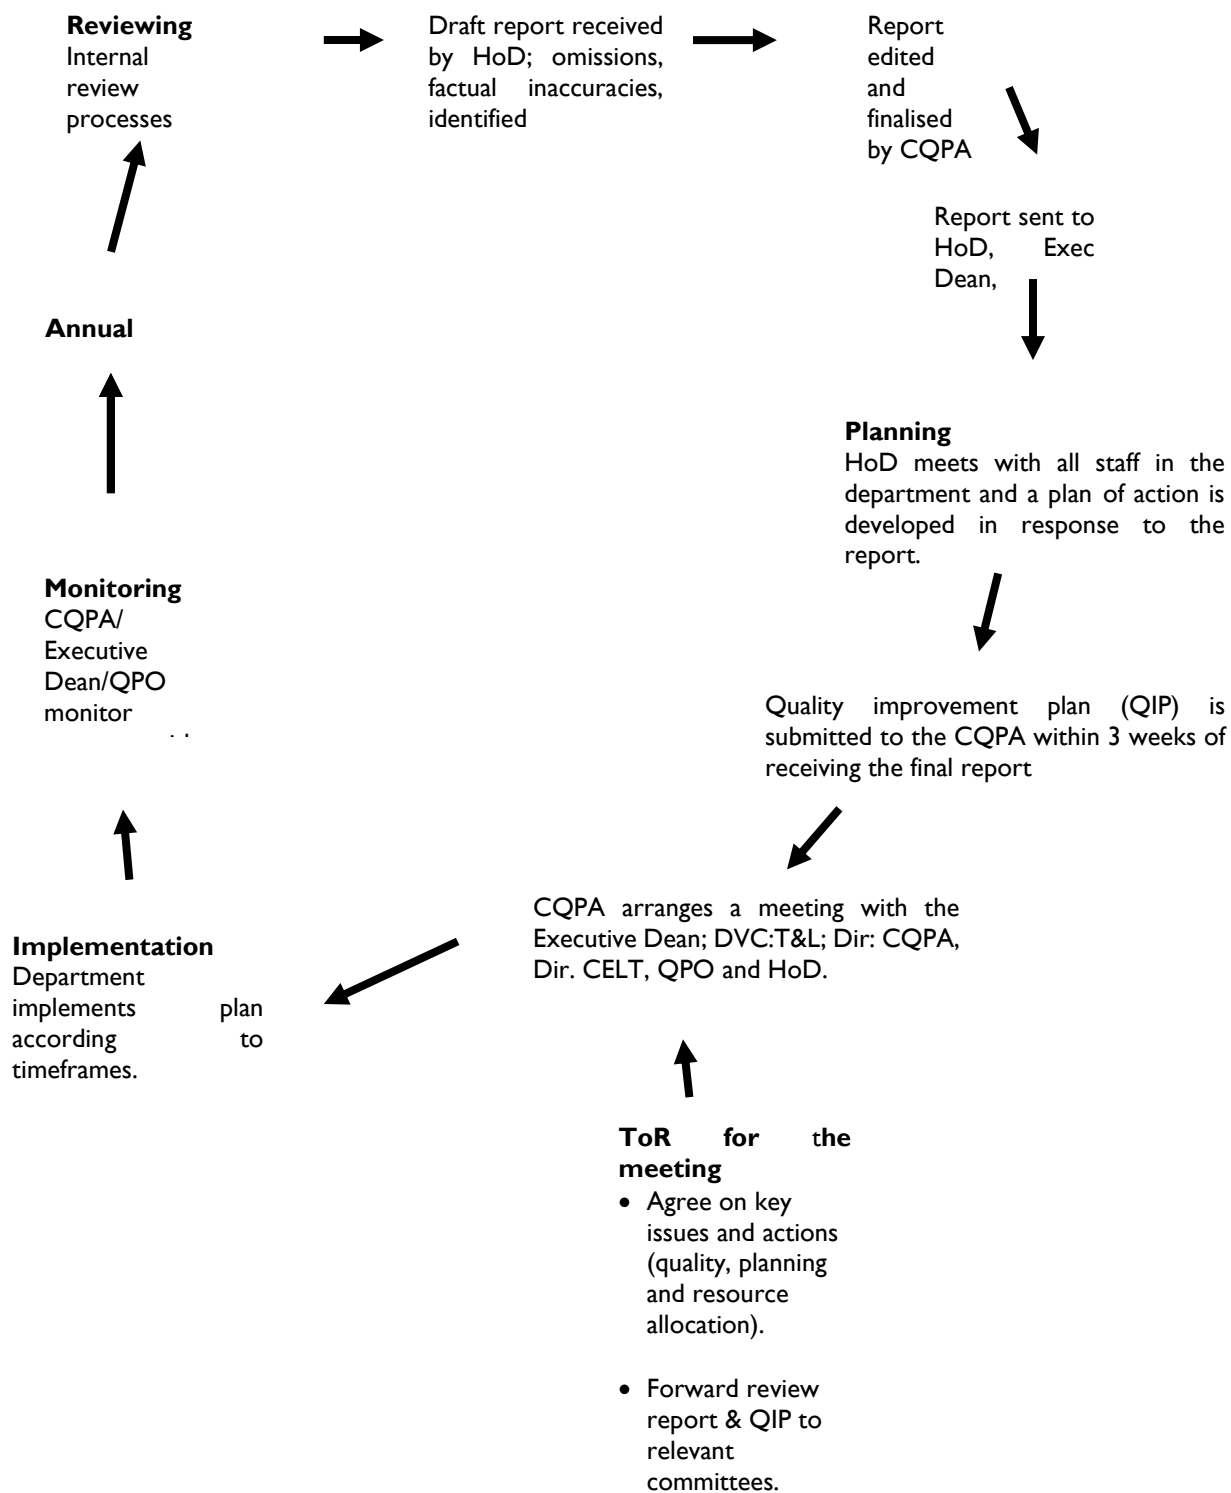 Reviewing
Internal
review
processes
Draft report received
by HoD; omissions,
factual inaccuracies,
identified
Report
edited
and
finalised
by CQPA
Report sent to
HoD, Exec
Dean,
Annual
Planning
HoD meets with all staff in the
department and a plan of action is
developed in response to the
report.
Monitoring
CQPA/
Executive
Dean/QPO
monitor
Quality improvement plan (QIP) is
submitted to the CQPA within 3 weeks of
receiving the final report
CQPA arranges a meeting with the
Executive Dean; DVC:T&L; Dir: CQPA,
Dir. CELT, QPO and HoD.
Implementation
Department
implements plan
according to
timeframes.
ToR for the
meeting
• Agree on key
issues and actions
(quality, planning
and resource
allocation).
• Forward review
report & QIP to
relevant
committees.